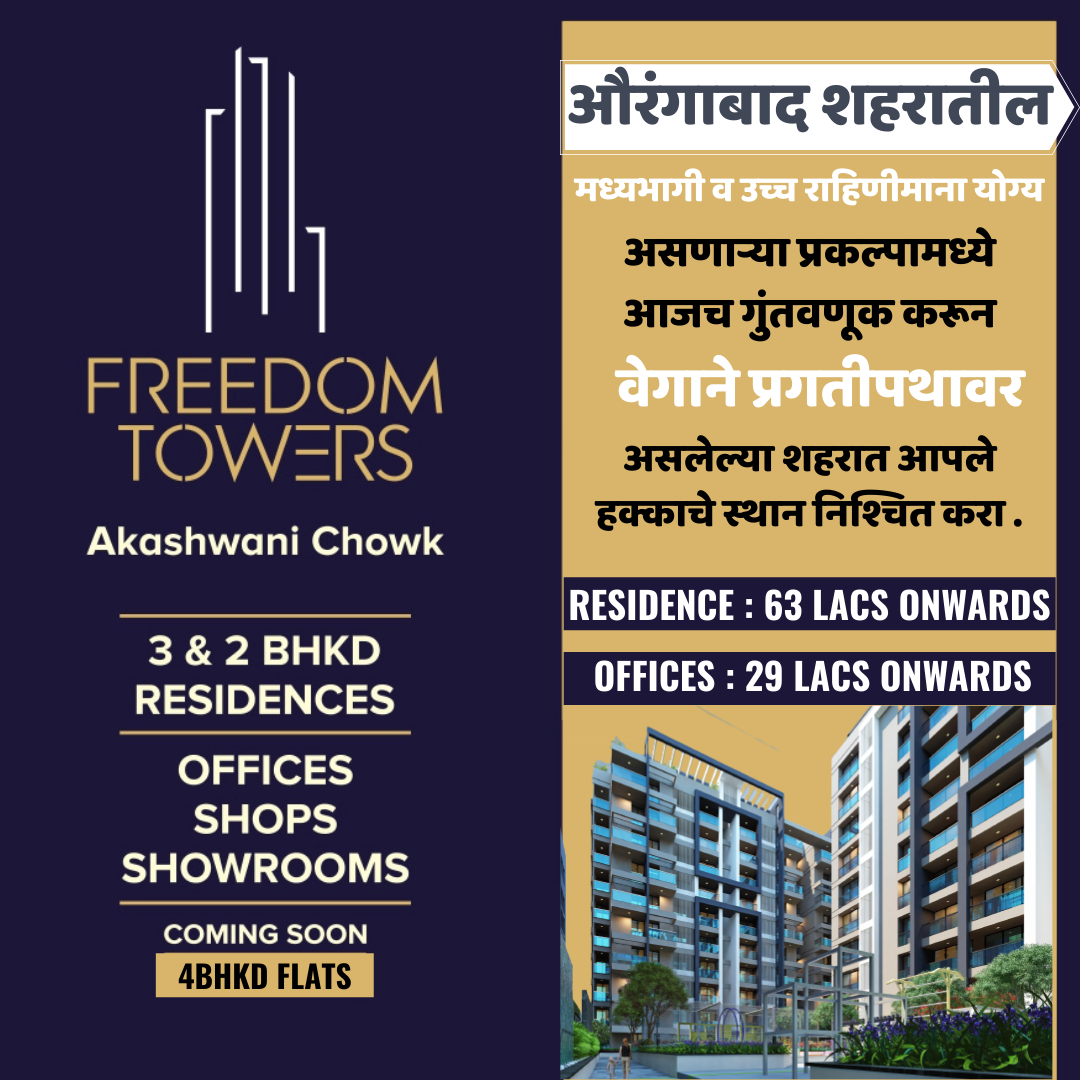 FREEDOM
TOWERS
Akashwani Chowk
3 & 2 BHKD
RESIDENCES
OFFICES
SHOPS
SHOWROOMS
COMING SOON
4BHKD FLATS
औरंगाबाद शहरातील
मध्यभागी व उच्च राहिणीमाना योग्य
असणाऱ्या प्रकल्पामध्ये
आजच गुंतवणूक करून
वेगाने प्रगतीपथावर
असलेल्या शहरात आपले
हक्काचे स्थान निश्चित करा .
RESIDENCE : 63 LACS ONWARDS
OFFICES : 29 LACS ONWARDS